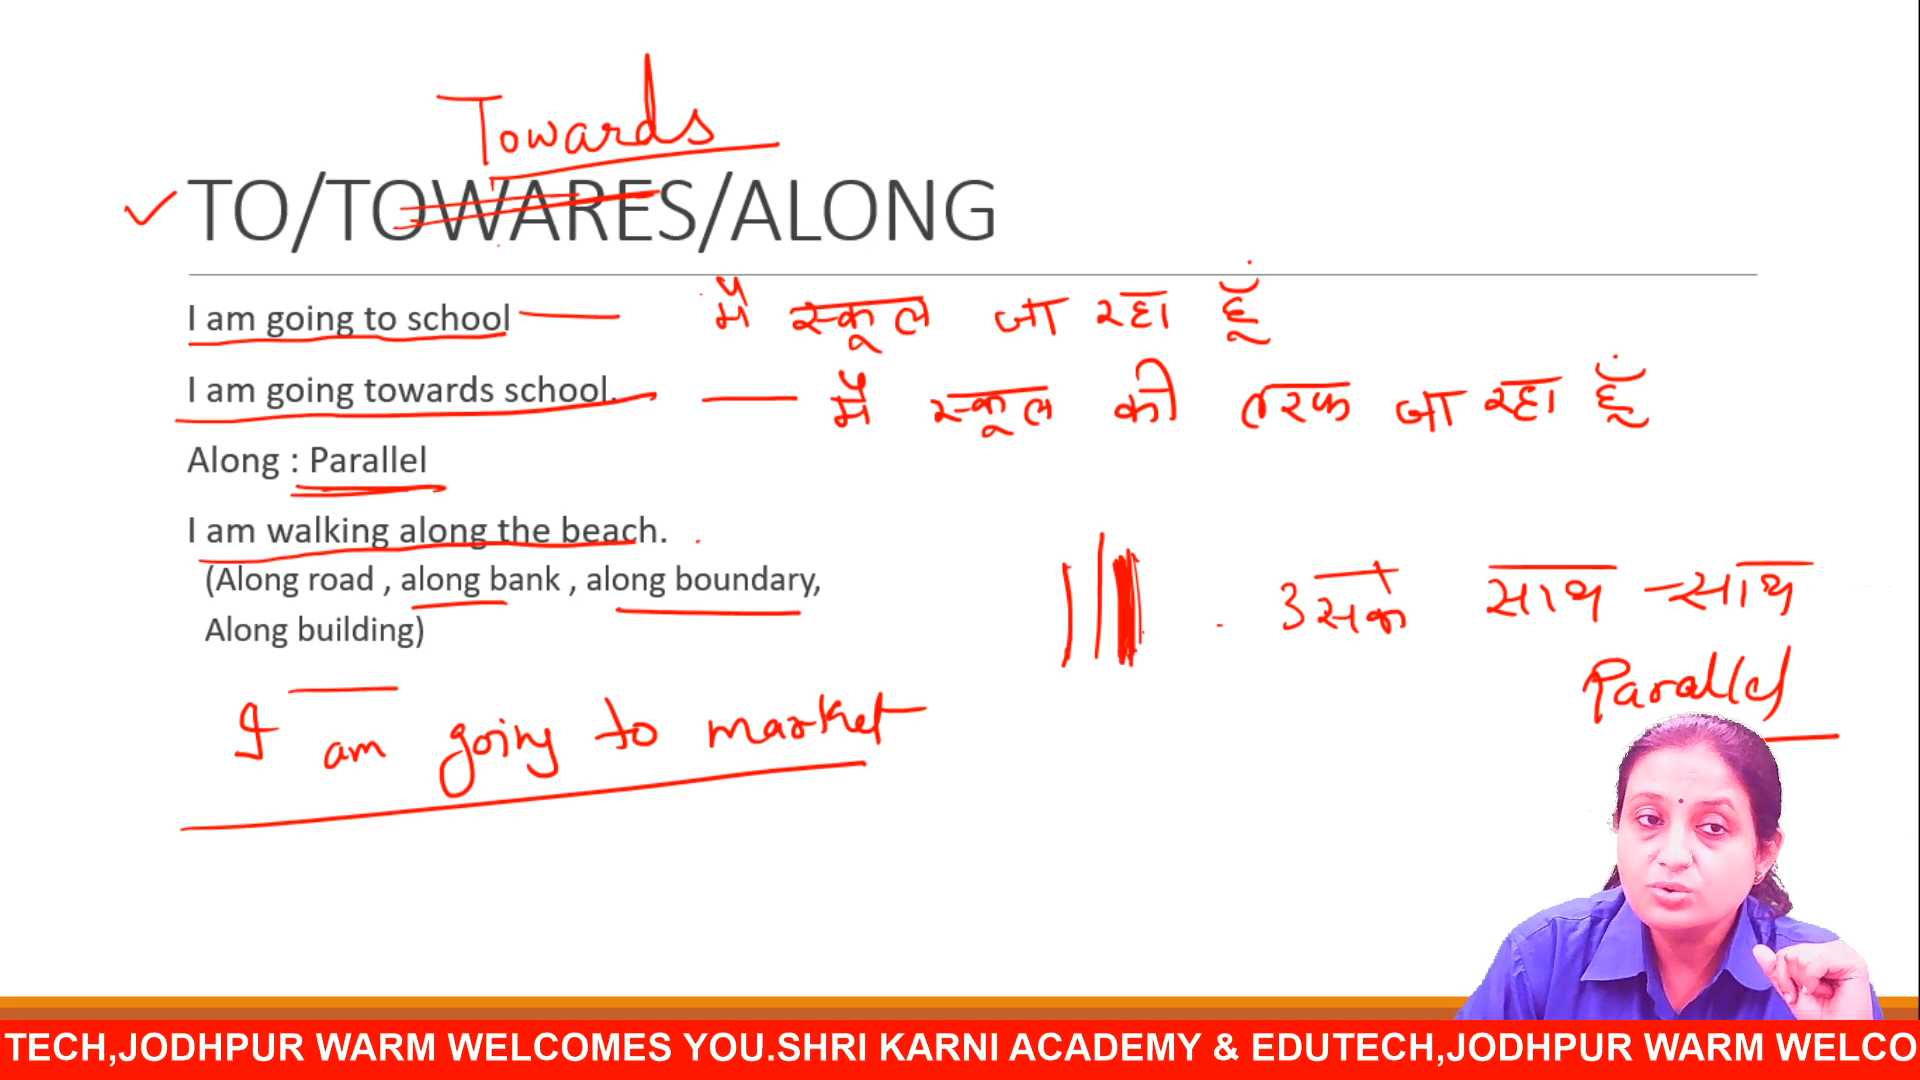 Towards
TO/TOWARES/ALONG
I am going to school मैं स्कूल जा रहा हूँ
I am going towards school. मैं स्कूल की तरफ जा रहा हूँ
Along : Parallel
I am walking along the beach.
(Along road , along bank , along boundary,
Along building)
उसके साथ - साथ
Parallel
I am going to market
TECH,JODHPUR WARM WELCOMES YOU.SHRI KARNI ACADEMY & EDUTECH,JODHPUR WARM WELCO